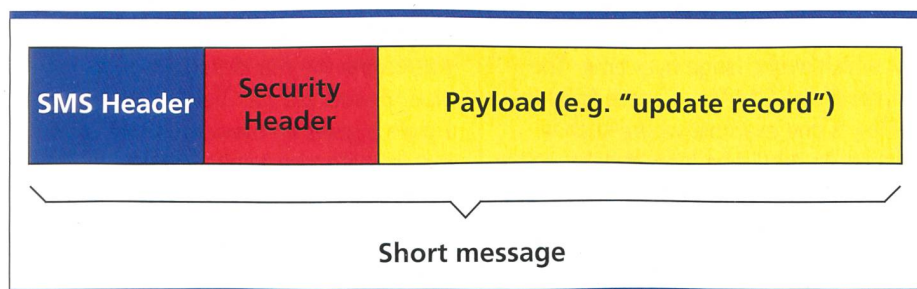 SMS Header
Security
Header
Payload (e.g. “update record”)
Short message